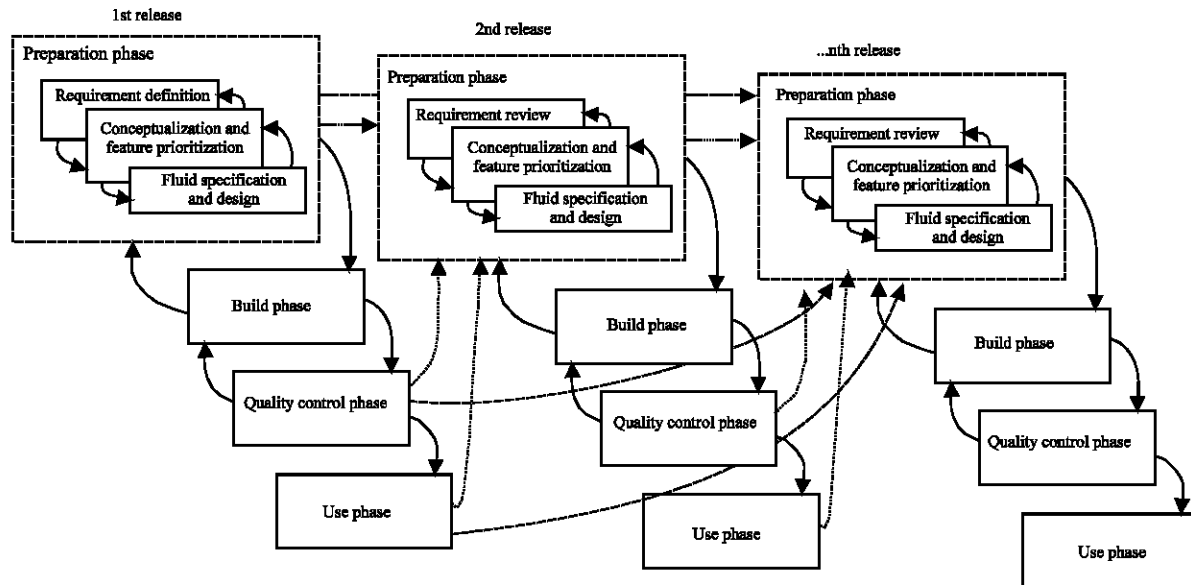 1st release
Preparation phase
Requirement definition
Conceptualization and
feature prioritization
Fluid specification
and design
Build phase
Quality control phase
Use phase
2nd release
Preparation phase
Requirement review
Conceptualization and
feature prioritization
Fluid specification
and design
Build phase
Quality control phase
Use phase
...nth release
Preparation phase
Requirement review
Conceptualization and
feature prioritization
Fluid specification
and design
Build phase
Quality control phase
Use phase